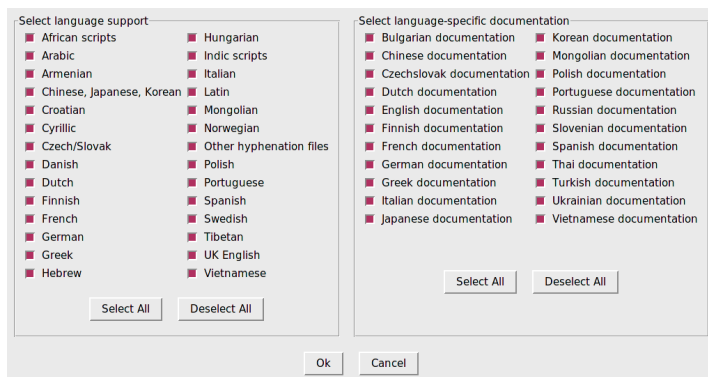 Select language support
African scripts
Arabic
Armenian
Chinese, Japanese, Korean
Croatian
Cyrillic
Czech/Slovak
Danish
Dutch
Finnish
French
German
Greek
Hebrew
Hungarian
Indic scripts
Italian
Latin
Mongolian
Norwegian
Other hyphenation files
Polish
Portuguese
Spanish
Swedish
Tibetan
UK English
Vietnamese
Select All
Deselect All
Select language-specific documentation
Bulgarian documentation
Chinese documentation
Czechslovak documentation
Dutch documentation
English documentation
Finnish documentation
French documentation
German documentation
Greek documentation
Italian documentation
Japanese documentation
Korean documentation
Mongolian documentation
Polish documentation
Portuguese documentation
Russian documentation
Slovenian documentation
Spanish documentation
Thai documentation
Turkish documentation
Ukrainian documentation
Vietnamese documentation
Select All
Deselect All
Ok
Cancel